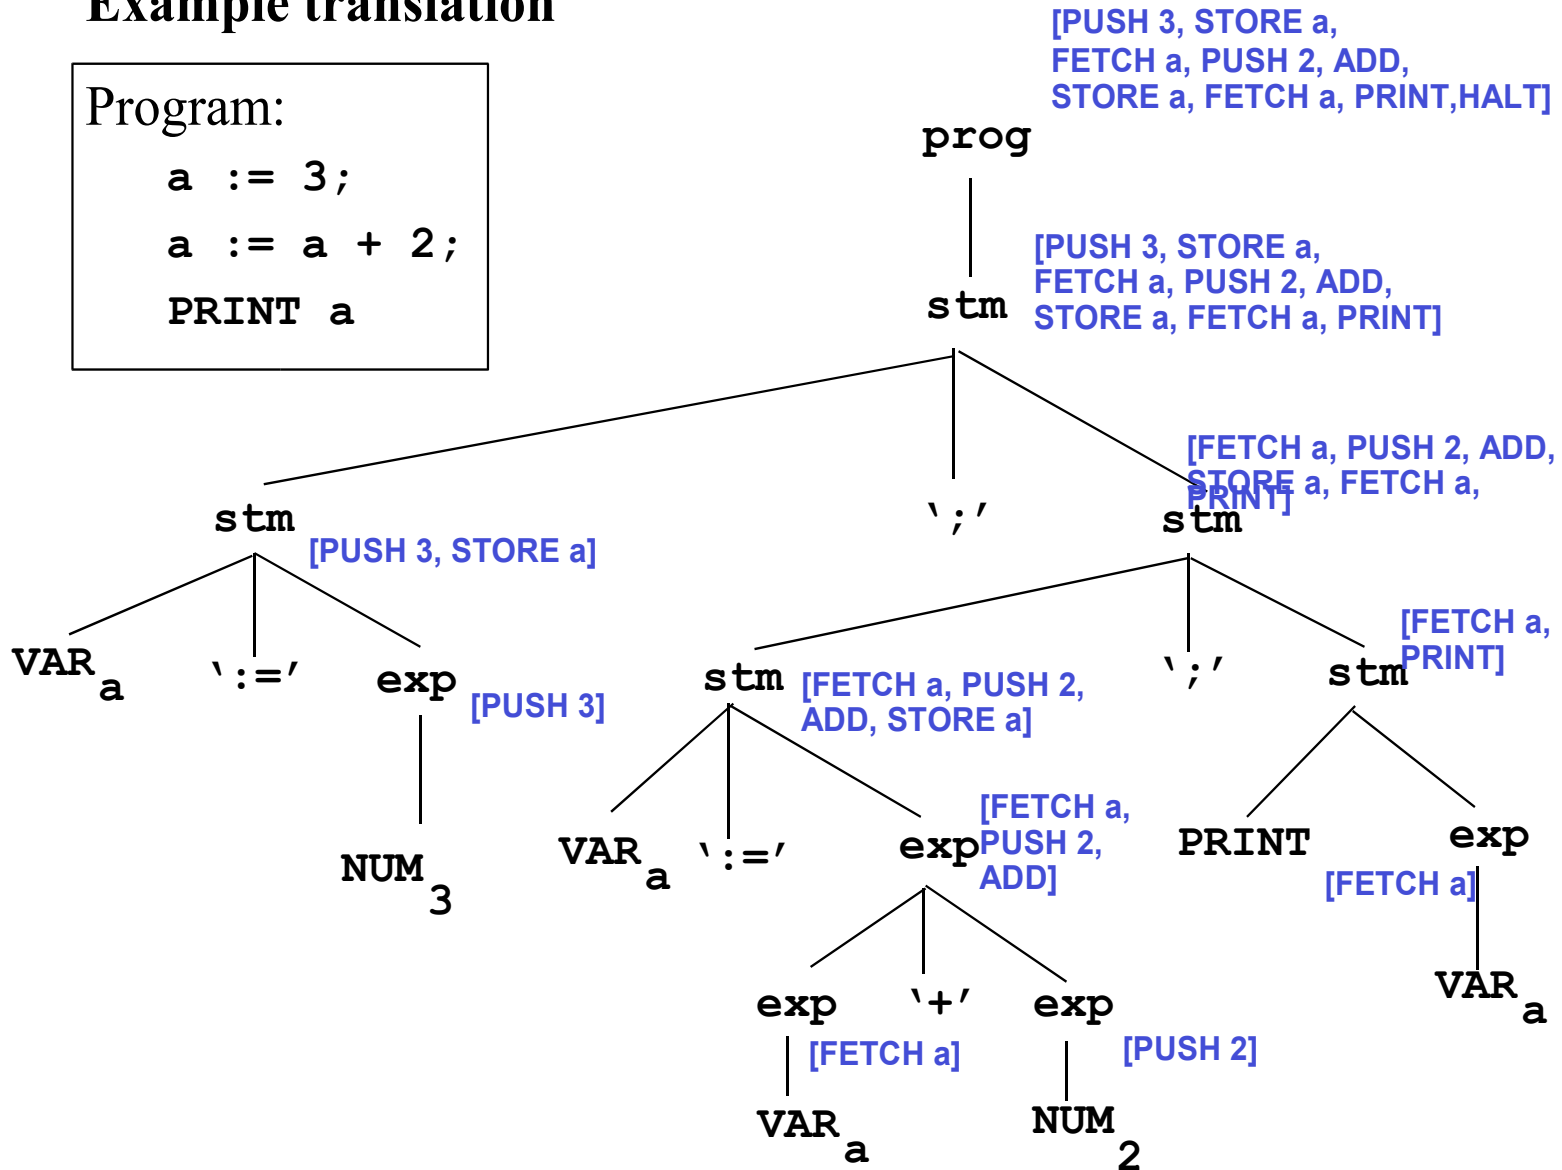 Example translation
Program:
a := 3;
a := a + 2;
PRINT a
[PUSH 3, STORE a,
FETCH a, PUSH 2, ADD,
STORE a, FETCH a, PRINT,HALT]
prog
[PUSH 3, STORE a,
FETCH a, PUSH 2, ADD,
STORE a, FETCH a, PRINT]
stm
[FETCH a, PUSH 2, ADD,
STORE a, FETCH a,
PRINT]
stm
‘;’
stm
[PUSH 3, STORE a]
VAR a
‘:=’
exp
[PUSH 3]
NUM 3
stm
[FETCH a, PUSH 2,
ADD, STORE a]
‘;’
stm
[FETCH a,
PRINT]
VAR a
‘:=’
exp
[FETCH a,
PUSH 2,
ADD]
PRINT
exp
[FETCH a]
VAR a
exp
‘+’
exp
[FETCH a]
[PUSH 2]
VAR a
NUM 2